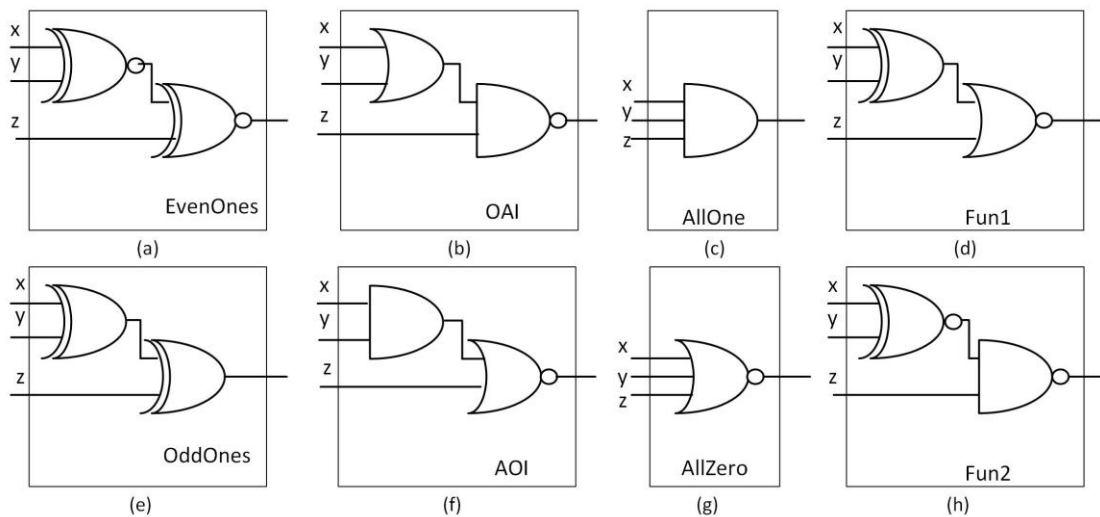 x
y
z
EvenOnes
(a)
x
y
z
OAI
(b)
x
y
z
AllOne
(c)
x
y
z
Fun1
(d)
x
y
z
OddOnes
(e)
x
y
z
AOI
(f)
x
y
z
AllZero
(g)
x
y
z
Fun2
(h)